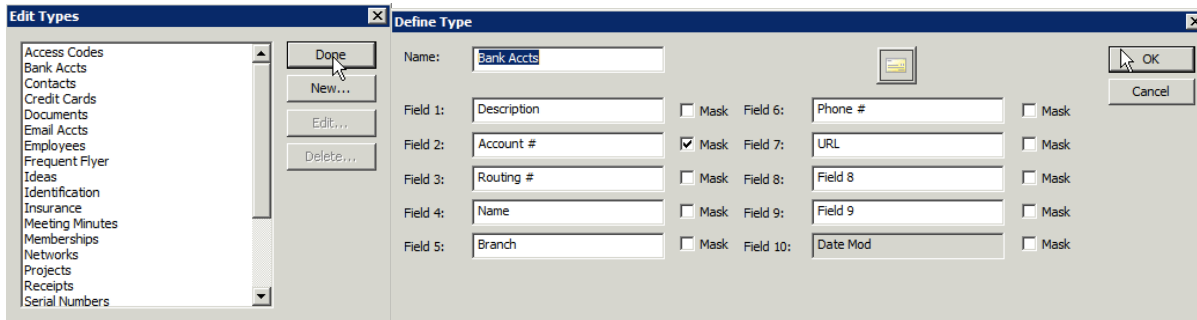 Edit Types
Access Codes
Bank Accts
Contacts
Credit Cards
Documents
Email Accts
Employees
Frequent Flyer
Ideas
Identification
Insurance
Meeting Minutes
Memberships
Networks
Projects
Receipts
Serial Numbers
Done
New...
Edit...
Delete...
Define Type
Name: Bank Accts
OK
Cancel
Field 1: Description Mask Field 6: Phone # Mask
Field 2: Account # Mask Field 7: URL Mask
Field 3: Routing # Mask Field 8: Field 8 Mask
Field 4: Name Mask Field 9: Field 9 Mask
Field 5: Branch Mask Field 10: Date Mod Mask